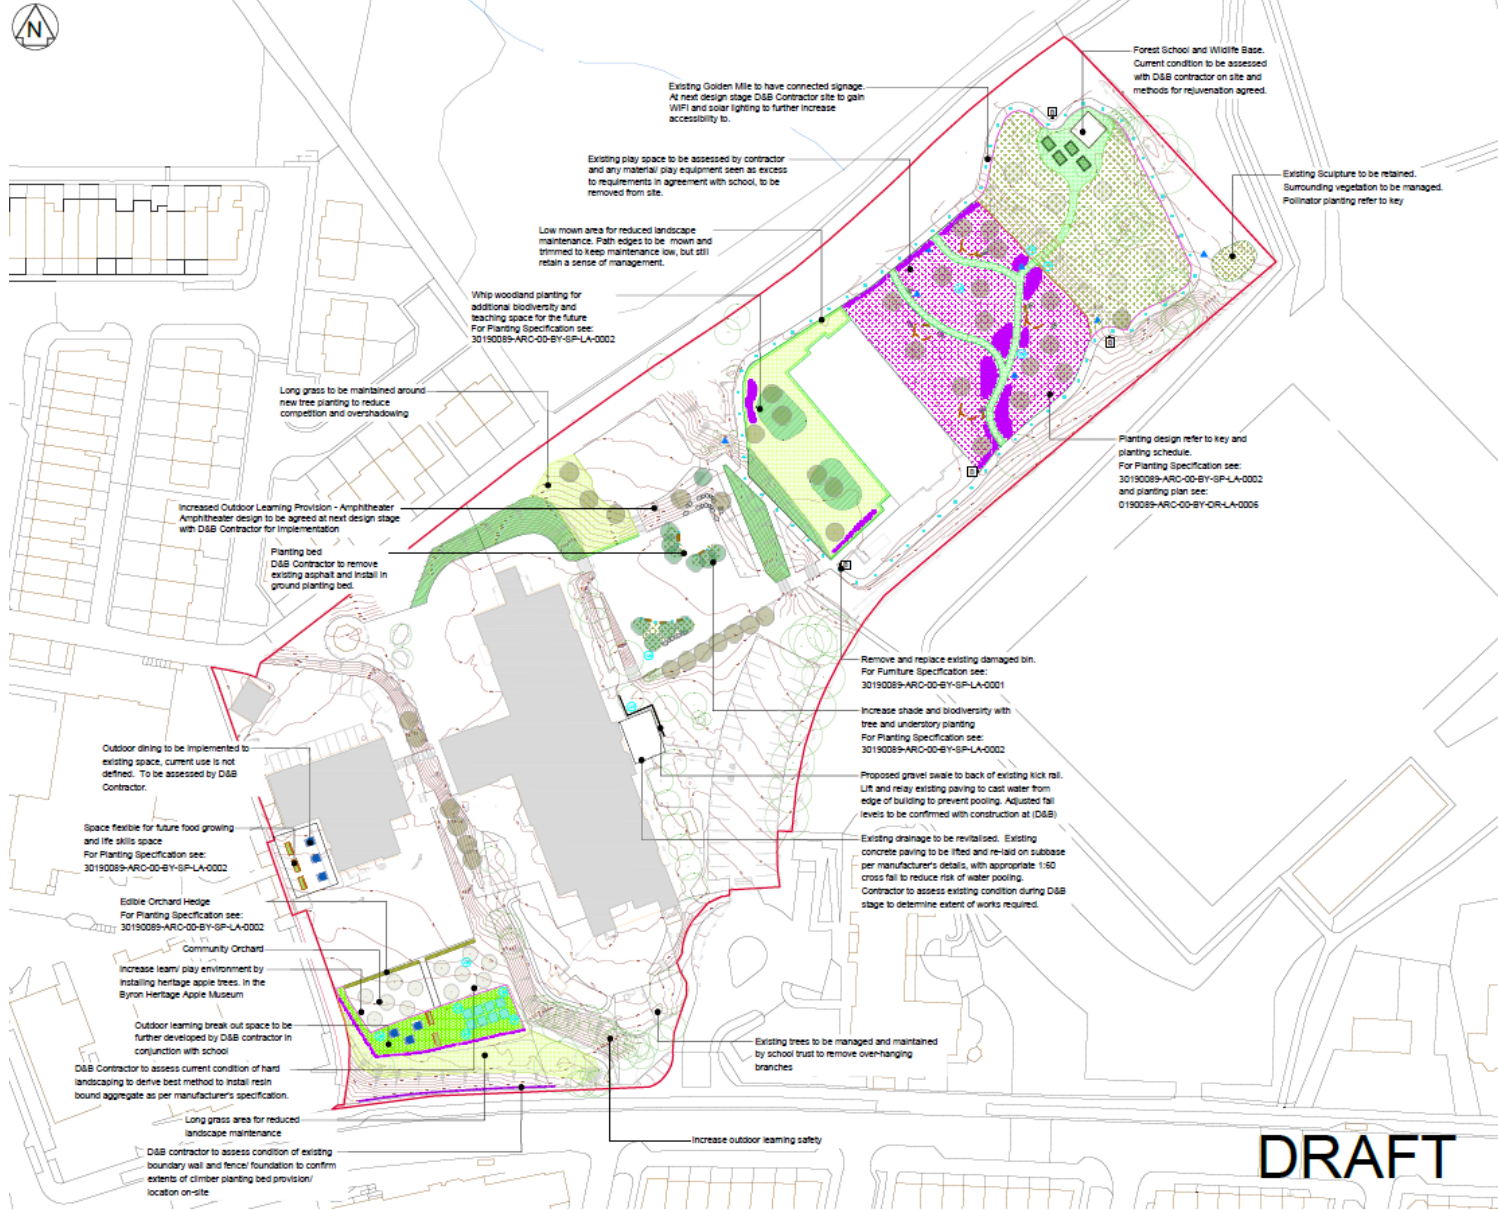 N
Forest School and Wildlife Base.
Current condition to be assessed
with D&B contractor on site and
methods for rejuvenation agreed.
Existing Golden Mile to have connected signage.
At next design stage D&B Contractor site to gain
WIFI and solar lighting to further increase
accessibility to.
Existing play space to be assessed by contractor
and any material/ play equipment seen as excess
to requirements in agreement with school, to be
removed from site.
Existing Sculpture to be retained.
Surrounding vegetation to be managed.
Pollinator planting refer to key
Low mown area for reduced landscape
maintenance. Path edges to be mown and
trimmed to keep maintenance low, but still
retain a sense of management.
Whip woodland planting for
additional biodiversity and
teaching space for the future
For Planting Specification see:
30190089-ARC-00-BY-SP-LA-0002
Long grass to be maintained around
new tree planting to reduce
competition and overshadowing
Planting design refer to key and
planting schedule.
For Planting Specification see:
30190089-ARC-00-BY-SP-LA-0002
and planting plan see:
0190089-ARC-00-BY-DR-LA-0006
Increased Outdoor Learning Provision - Amphitheater
Amphitheater design to be agreed at next design stage
with D&B Contractor for implementation
Planting bed
D&B Contractor to remove
existing asphalt and install in
ground planting bed.
Remove and replace existing damaged bin.
For Furniture Specification see:
30190089-ARC-00-BY-SP-LA-0001
Increase shade and biodiversirty with
tree and understory planting
For Planting Specification see:
30190089-ARC-00-BY-SP-LA-0002
Outdoor dining to be implemented to
existing space, current use is not
defined. To be assessed by D&B
Contractor.
Proposed gravel swale to back of existing kick rail.
Lift and relay existing paving to cast water from
edge of building to prevent pooling. Adjusted fall
levels to be confirmed with construction at (D&B)
Space flexible for future food growing
and life skills space
For Planting Specification see:
30190089-ARC-00-BY-SP-LA-0002
Existing drainage to be revitalised. Existing
concrete paving to be lifted and re-laid on subbase
per manufacturer's details, with appropriate 1:60
cross fall to reduce risk of water pooling.
Contractor to assess existing condition during D&B
stage to determine extent of works required.
Edible Orchard Hedge
For Planting Specification see:
30190089-ARC-00-BY-SP-LA-0002
Community Orchard
Increase learn/ play environment by
installing heritage apple trees. In the
Byron Heritage Apple Museum
Outdoor learning break out space to be
further developed by D&B contractor in
conjunction with school
Existing trees to be managed and maintained
by school trust to remove over-hanging
branches
D&B Contractor to assess current condition of hard
landscaping to derive best method to install resin
bound aggregate as per manufacturer's specification.
Long grass area for reduced
landscape maintenance
Increase outdoor learning safety
D&B contractor to assess condition of existing
boundary wall and fence/ foundation to confirm
extents of climber planting bed provision/
location on-site
DRAFT